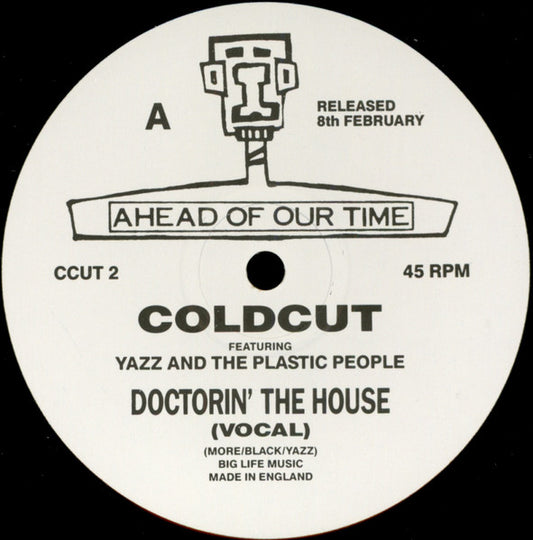 A
RELEASED
8th FEBRUARY
AHEAD OF OUR TIME
CCUT 2
45 RPM
COLDCUT
FEATURING
YAZZ AND THE PLASTIC PEOPLE
DOCTORIN' THE HOUSE
(VOCAL)
(MORE/BLACK/YAZZ)
BIG LIFE MUSIC
MADE IN ENGLAND